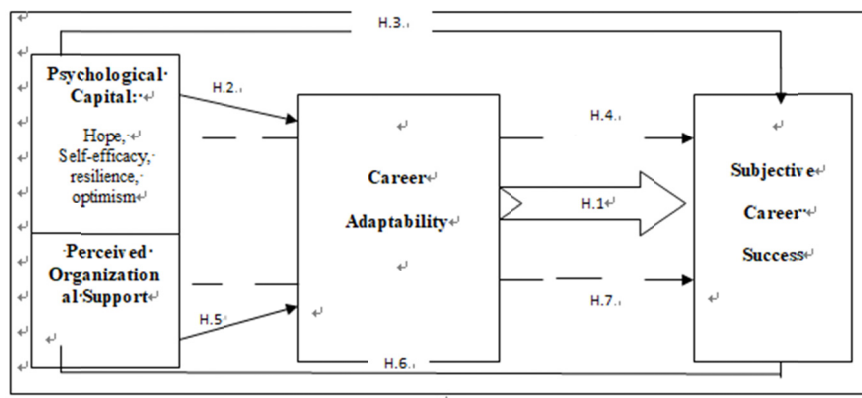 H.3.
Psychological
Capital:
Hope,
Self-efficacy,
resilience,
optimism
H.2.
H.4.
Career
Adaptability
H.1
Subjective
Career
Success
Perceived
Organization
al Support
H.5
H.7.
H.6.